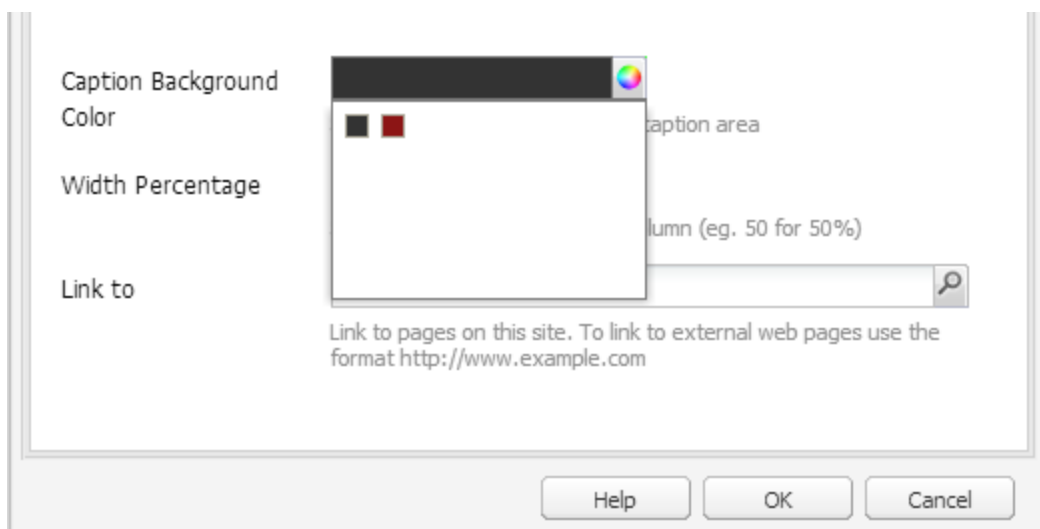 Caption Background
Color
caption area
Width Percentage
(eg. 50 for 50%)
Link to
Link to pages on this site. To link to external web pages use the
format http://www.example.com
Help
OK
Cancel